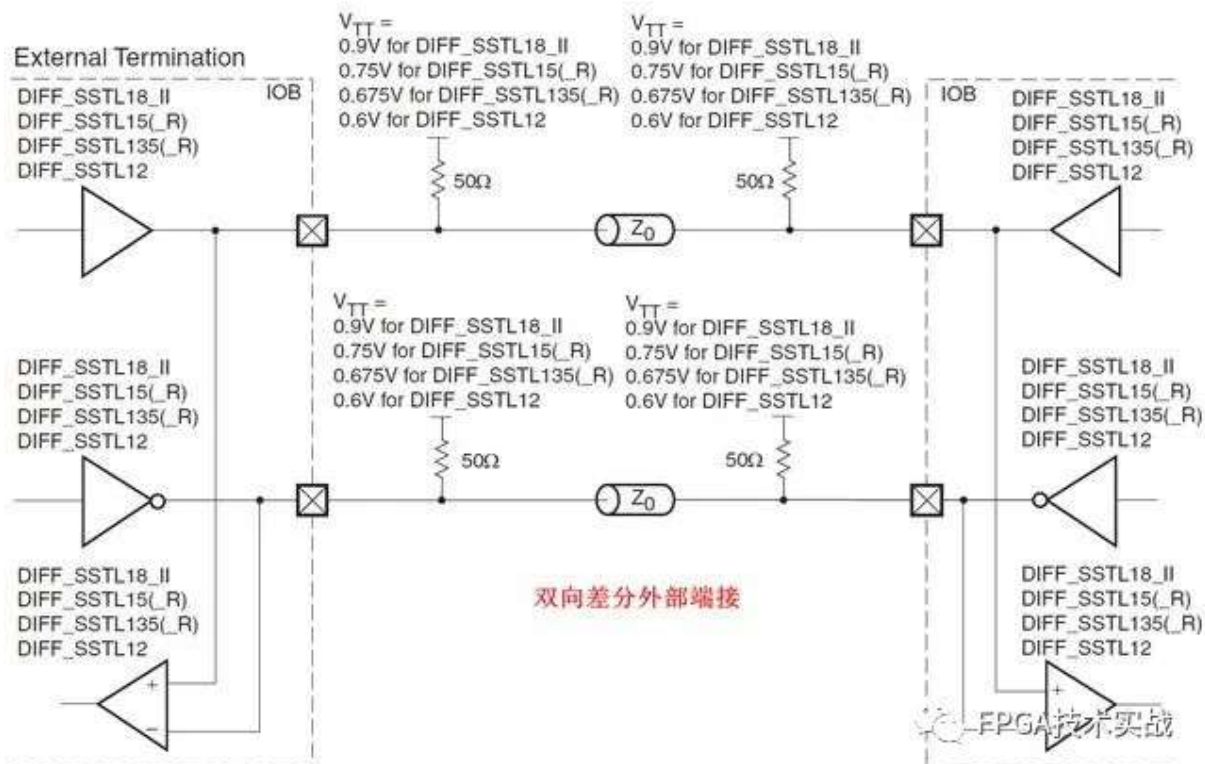 External Termination
DIFF_SSTL18_II
DIFF_SSTL15(_R)
DIFF_SSTL135(_R)
DIFF_SSTL12
IOB
VTT =
0.9V for DIFF_SSTL18_II
0.75V for DIFF_SSTL15(_R)
0.675V for DIFF_SSTL135(_R)
0.6V for DIFF_SSTL12
50Ω
VTT =
0.9V for DIFF_SSTL18_II
0.75V for DIFF_SSTL15(_R)
0.675V for DIFF_SSTL135(_R)
0.6V for DIFF_SSTL12
50Ω
Z0
IOB
DIFF_SSTL18_II
DIFF_SSTL15(_R)
DIFF_SSTL135(_R)
DIFF_SSTL12
DIFF_SSTL18_II
DIFF_SSTL15(_R)
DIFF_SSTL135(_R)
DIFF_SSTL12
VTT =
0.9V for DIFF_SSTL18_II
0.75V for DIFF_SSTL15(_R)
0.675V for DIFF_SSTL135(_R)
0.6V for DIFF_SSTL12
50Ω
VTT =
0.9V for DIFF_SSTL18_II
0.75V for DIFF_SSTL15(_R)
0.675V for DIFF_SSTL135(_R)
0.6V for DIFF_SSTL12
50Ω
Z0
DIFF_SSTL18_II
DIFF_SSTL15(_R)
DIFF_SSTL135(_R)
DIFF_SSTL12
DIFF_SSTL18_II
DIFF_SSTL15(_R)
DIFF_SSTL135(_R)
DIFF_SSTL12
+
−
双向差分外部端接
DIFF_SSTL18_II
DIFF_SSTL15(_R)
DIFF_SSTL135(_R)
DIFF_SSTL12
+
FPGA技术实战